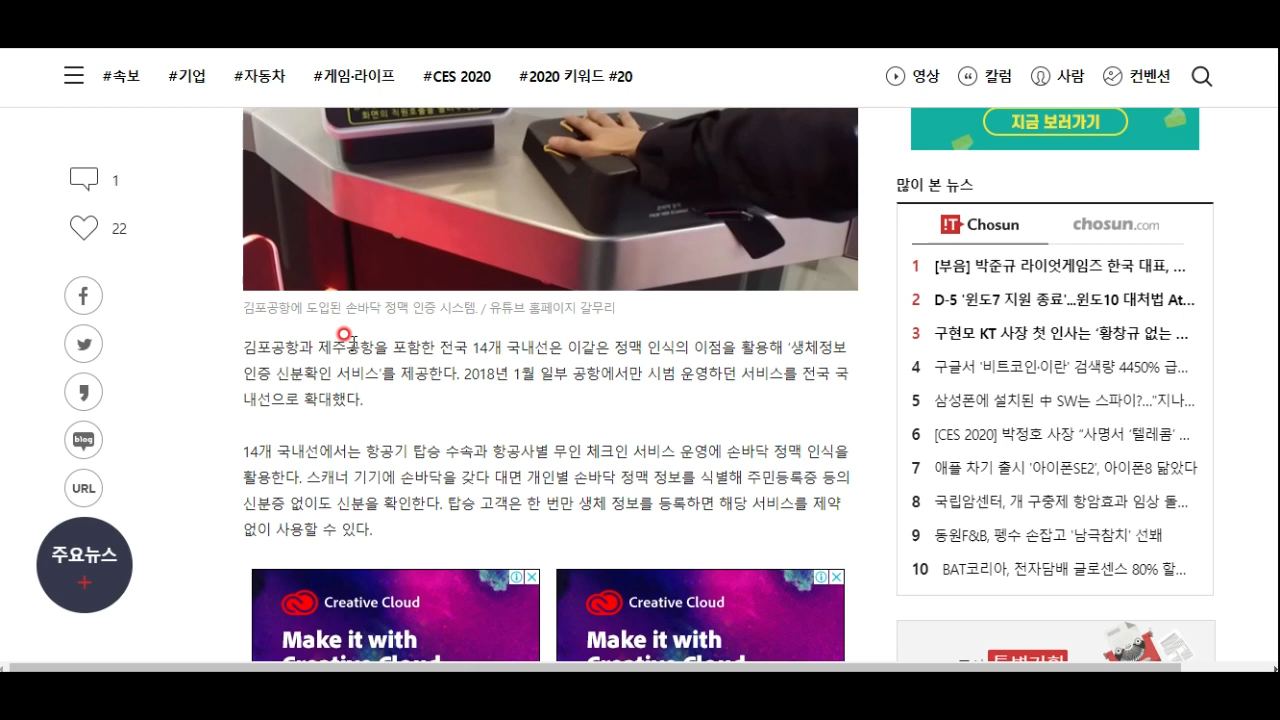 #속보 #기업 #자동차 #게임·라이프 #CES 2020 #2020 키워드 #20 영상 칼럼 사람 컨벤션
지금 보러가기
1
22
URL
주요뉴스
+
김포공항에 도입된 손바닥 정맥 인증 시스템. / 유튜브 홈페이지 갈무리
김포공항과 제주공항을 포함한 전국 14개 국내선은 이같은 정맥 인식의 이점을 활용해 ‘생체정보
인증 신분확인 서비스’를 제공한다. 2018년 1월 일부 공항에서만 시범 운영하던 서비스를 전국 국
내선으로 확대했다.
14개 국내선에서는 항공기 탑승 수속과 항공사별 무인 체크인 서비스 운영에 손바닥 정맥 인식을
활용한다. 스캐너 기기에 손바닥을 갖다 대면 개인별 손바닥 정맥 정보를 식별해 주민등록증 등의
신분증 없이도 신분을 확인한다. 탑승 고객은 한 번만 생체 정보를 등록하면 해당 서비스를 제약
없이 사용할 수 있다.
Creative Cloud
Make it with
Creative Cloud
Creative Cloud
Make it with
Creative Cloud
많이 본 뉴스
IT Chosun chosun.com
1 [부음] 박준규 라이엇게임즈 한국 대표, ...
2 D-5 '윈도7 지원 종료'...윈도10 대처법 At...
3 구현모 KT 사장 첫 인사는 ‘황창규 없는 ...
4 구글서 '비트코인·이란' 검색량 4450% 급...
5 삼성폰에 설치된 中 SW는 스파이?..."지나...
6 [CES 2020] 박정호 사장 “사명서 ‘텔레콤’ ...
7 애플 차기 출시 '아이폰SE2', 아이폰8 닮았다
8 국립암센터, 개 구충제 항암효과 임상 돌...
9 동원F&B, 펭수 손잡고 '남극참치' 선봬
10 BAT코리아, 전자담배 글로센스 80% 할...